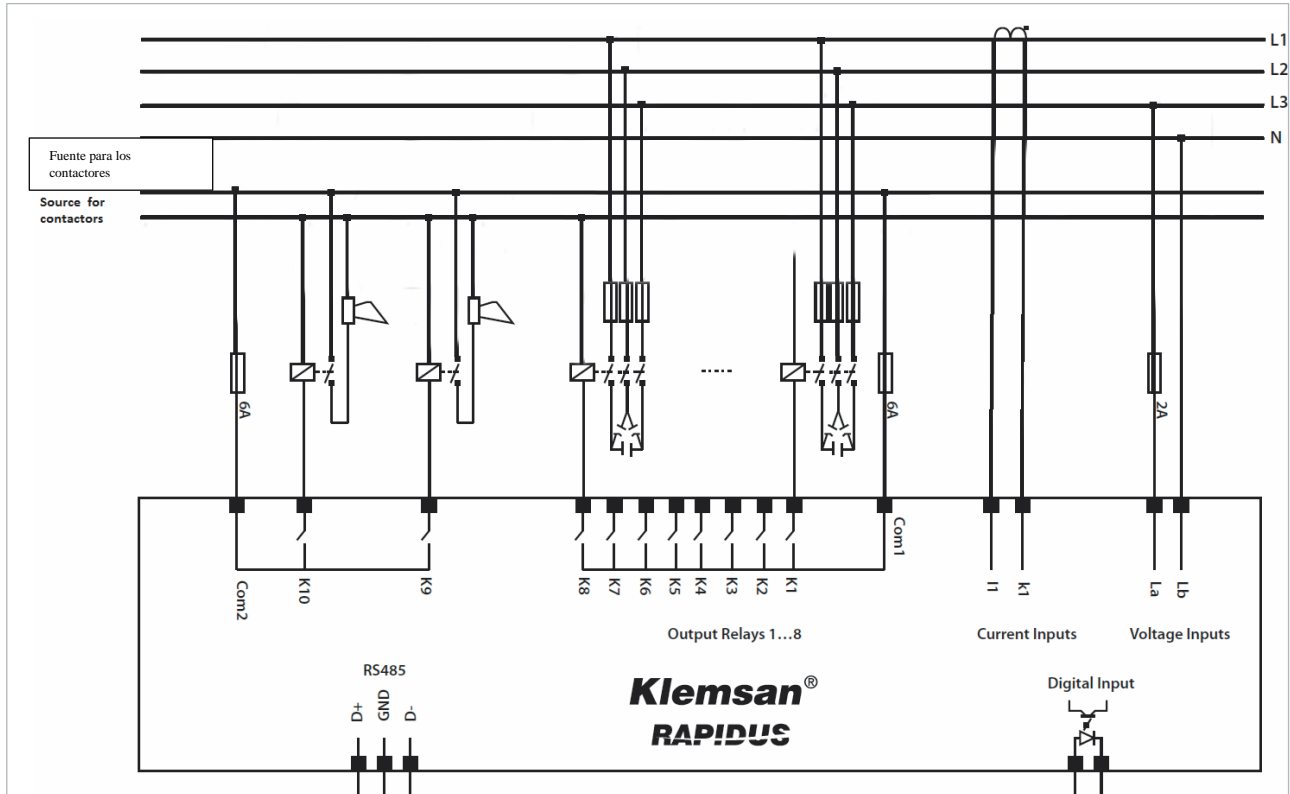 L1
L2
L3
N
Fuente para los
contactores
Source for
contactors
6A
6A
2A
Com2
K10
K9
K8
K7
K6
K5
K4
K3
K2
K1
Com1
l1
k1
La
Lb
Output Relays 1...8
Current Inputs
Voltage Inputs
RS485
D+
GND
D-
Klemsan®
RAPIDUS
Digital Input